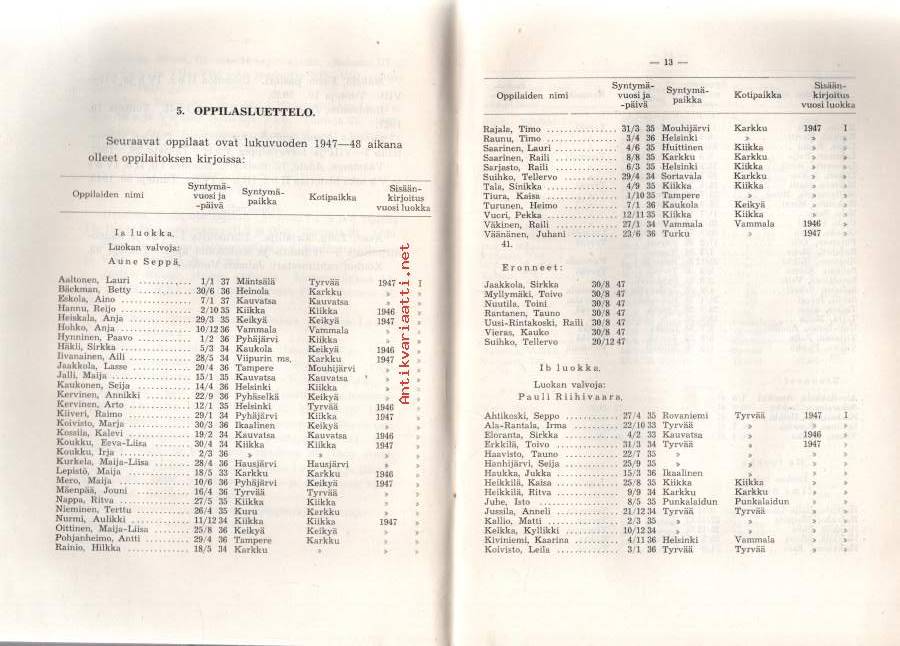 5. OPPILASLUETTELO.
Seuraavat oppilaat ovat lukuvuoden 1947—48 aikana
olleet oppilaitoksen kirjoissa:
Oppilaiden nimi Syntymä-vuosi ja -päivä Syntymä-paikka Kotipaikka Sisään-kirjoitus vuosi luokka
Ia luokka.
Luokan valvoja:
Aune Seppä.
Aaltonen, Lauri 1/1 37 Mäntsälä Tyrvää 1947 I
Bäckman, Betty 30/6 36 Heinola Karkku » »
Eskola, Aino 7/1 37 Kauvatsa Kauvatsa » »
Hannu, Reijo 2/10 35 Kiikka Kiikka 1946 »
Heiskala, Anja 29/3 35 Keikyä Keikyä 1947 »
Hohko, Anja 10/12 36 Vammala Vammala » »
Hynninen, Paavo 1/2 36 Pyhäjärvi Kiikka » »
Häkli, Sirkka 5/3 34 Kaukola Keikyä 1946 »
Iivanainen, Aili 28/5 34 Viipurin ms. Karkku 1947 »
Jaakkola, Lasse 20/4 36 Tampere Mouhijärvi » »
Jalli, Maija 15/1 35 Kauvatsa Kauvatsa » »
Kaukonen, Seija 14/4 36 Helsinki Kiikka » »
Kervinen, Annikki 22/9 36 Pyhäselkä Keikyä » »
Kervinen, Arto 12/1 35 Helsinki Tyrvää 1946 »
Kiiveri, Raimo 29/1 34 Pyhäjärvi Kiikka 1947 »
Koivisto, Marja 30/3 36 Ikaalinen Keikyä » »
Kossila, Kalevi 19/2 34 Kauvatsa Kauvatsa 1946 »
Koukku, Eeva-Liisa 30/4 34 Kiikka Kiikka 1947 »
Koukku, Irja 2/3 36 » » » »
Kurkela, Maija-Liisa 28/4 36 Hausjärvi Hausjärvi » »
Lepistö, Maija 18/5 33 Karkku Karkku 1946 »
Mero, Maija 10/6 36 Pyhäjärvi Keikyä 1947 »
Mäenpää, Jouni 16/4 36 Tyrvää Tyrvää » »
Nappa, Ritva 27/5 35 Kiikka Kiikka » »
Nieminen, Terttu 26/4 35 Kuru Karkku » »
Nurmi, Aulikki 11/12 34 Kiikka Kiikka 1947 »
Oittinen, Maija-Liisa 25/8 36 Keikyä Keikyä » »
Pohjanheimo, Antti 29/4 36 Tampere Karkku » »
Rainio, Hilkka 18/5 34 Karkku » » »
Antikvariaatti.net
— 13 —
Oppilaiden nimi Syntymä-vuosi ja -päivä Syntymä-paikka Kotipaikka Sisään-kirjoitus vuosi luokka
Rajala, Timo 31/3 35 Mouhijärvi Karkku 1947 I
Raunu, Timo 3/4 36 Helsinki » » »
Saarinen, Lauri 4/6 35 Huittinen Kiikka » »
Saarinen, Raili 8/8 35 Karkku Karkku » »
Sarjasto, Raili 6/3 35 Helsinki Kiikka » »
Suihko, Tellervo 29/4 34 Sortavala Karkku » »
Tala, Sinikka 4/9 35 Kiikka Kiikka » »
Tiura, Kaisa 1/10 35 Tampere » » »
Turunen, Heimo 7/1 36 Kaukola Keikyä » »
Vuori, Pekka 12/11 35 Kiikka Kiikka » »
Väkinen, Raili 27/1 34 Vammala Vammala 1946 »
Väänänen, Juhani 23/6 36 Turku » 1947 »
41.
Eronneet:
Jaakkola, Sirkka 30/8 47
Myllymäki, Toivo 30/8 47
Nuutila, Toini 30/8 47
Rantanen, Tauno 30/8 47
Uusi-Rintakoski, Raili 30/8 47
Vieras, Kauko 30/8 47
Suihko, Tellervo 20/12 47
Ib luokka.
Luokan valvoja:
Pauli Riihivaara.
Ahtikoski, Seppo 27/4 35 Rovaniemi Tyrvää 1947 I
Ala-Rantala, Irma 22/10 33 Tyrvää » » »
Eloranta, Sirkka 4/2 33 Kauvatsa » 1946 »
Erkkilä, Toivo 31/3 34 Tyrvää » 1947 »
Haavisto, Tauno 22/7 35 » » » »
Hanhijärvi, Seija 25/9 35 » » » »
Haukka, Jukka 15/3 36 Ikaalinen » » »
Heikkilä, Kaisa 25/8 35 Kiikka Kiikka » »
Heikkilä, Ritva 9/9 34 Karkku Karkku » »
Juhe, Isto 8/5 35 Punkalaidun Punkalaidun » »
Jussila, Anneli 21/12 34 Tyrvää Tyrvää » »
Kallio, Matti 2/3 35 » » » »
Keikka, Kyllikki 10/12 34 » » » »
Kiviniemi, Kaarina 4/11 36 Helsinki Vammala » »
Koivisto, Leila 3/1 36 Tyrvää Tyrvää » »